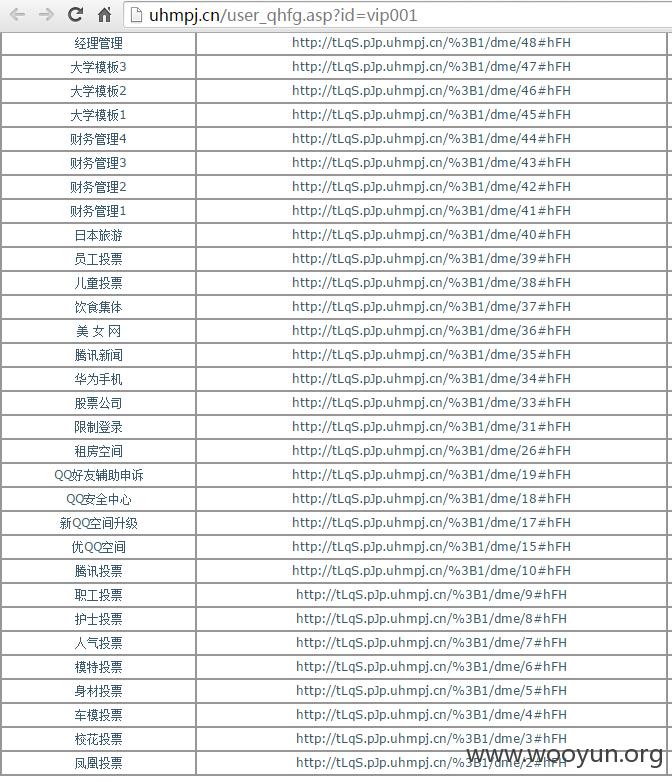 uhmpj.cn/user_qhfg.asp?id=vip001
经理管理 http://tLqS.pJp.uhmpj.cn/%3B1/dme/48#hFH
大学模板3 http://tLqS.pJp.uhmpj.cn/%3B1/dme/47#hFH
大学模板2 http://tLqS.pJp.uhmpj.cn/%3B1/dme/46#hFH
大学模板1 http://tLqS.pJp.uhmpj.cn/%3B1/dme/45#hFH
财务管理4 http://tLqS.pJp.uhmpj.cn/%3B1/dme/44#hFH
财务管理3 http://tLqS.pJp.uhmpj.cn/%3B1/dme/43#hFH
财务管理2 http://tLqS.pJp.uhmpj.cn/%3B1/dme/42#hFH
财务管理1 http://tLqS.pJp.uhmpj.cn/%3B1/dme/41#hFH
日本旅游 http://tLqS.pJp.uhmpj.cn/%3B1/dme/40#hFH
员工投票 http://tLqS.pJp.uhmpj.cn/%3B1/dme/39#hFH
儿童投票 http://tLqS.pJp.uhmpj.cn/%3B1/dme/38#hFH
饮食集体 http://tLqS.pJp.uhmpj.cn/%3B1/dme/37#hFH
美 女 网 http://tLqS.pJp.uhmpj.cn/%3B1/dme/36#hFH
腾讯新闻 http://tLqS.pJp.uhmpj.cn/%3B1/dme/35#hFH
华为手机 http://tLqS.pJp.uhmpj.cn/%3B1/dme/34#hFH
股票公司 http://tLqS.pJp.uhmpj.cn/%3B1/dme/33#hFH
限制登录 http://tLqS.pJp.uhmpj.cn/%3B1/dme/31#hFH
租房空间 http://tLqS.pJp.uhmpj.cn/%3B1/dme/26#hFH
QQ好友辅助申诉 http://tLqS.pJp.uhmpj.cn/%3B1/dme/19#hFH
QQ安全中心 http://tLqS.pJp.uhmpj.cn/%3B1/dme/18#hFH
新QQ空间升级 http://tLqS.pJp.uhmpj.cn/%3B1/dme/17#hFH
优QQ空间 http://tLqS.pJp.uhmpj.cn/%3B1/dme/15#hFH
腾讯投票 http://tLqS.pJp.uhmpj.cn/%3B1/dme/10#hFH
职工投票 http://tLqS.pJp.uhmpj.cn/%3B1/dme/9#hFH
护士投票 http://tLqS.pJp.uhmpj.cn/%3B1/dme/8#hFH
人气投票 http://tLqS.pJp.uhmpj.cn/%3B1/dme/7#hFH
模特投票 http://tLqS.pJp.uhmpj.cn/%3B1/dme/6#hFH
身材投票 http://tLqS.pJp.uhmpj.cn/%3B1/dme/5#hFH
车模投票 http://tLqS.pJp.uhmpj.cn/%3B1/dme/4#hFH
校花投票 http://tLqS.pJp.uhmpj.cn/%3B1/dme/3#hFH
凤凰投票 http://tLqS.pJp.uhmpj.cn/%3B1/dme/2#hFH
www.wooyun.org